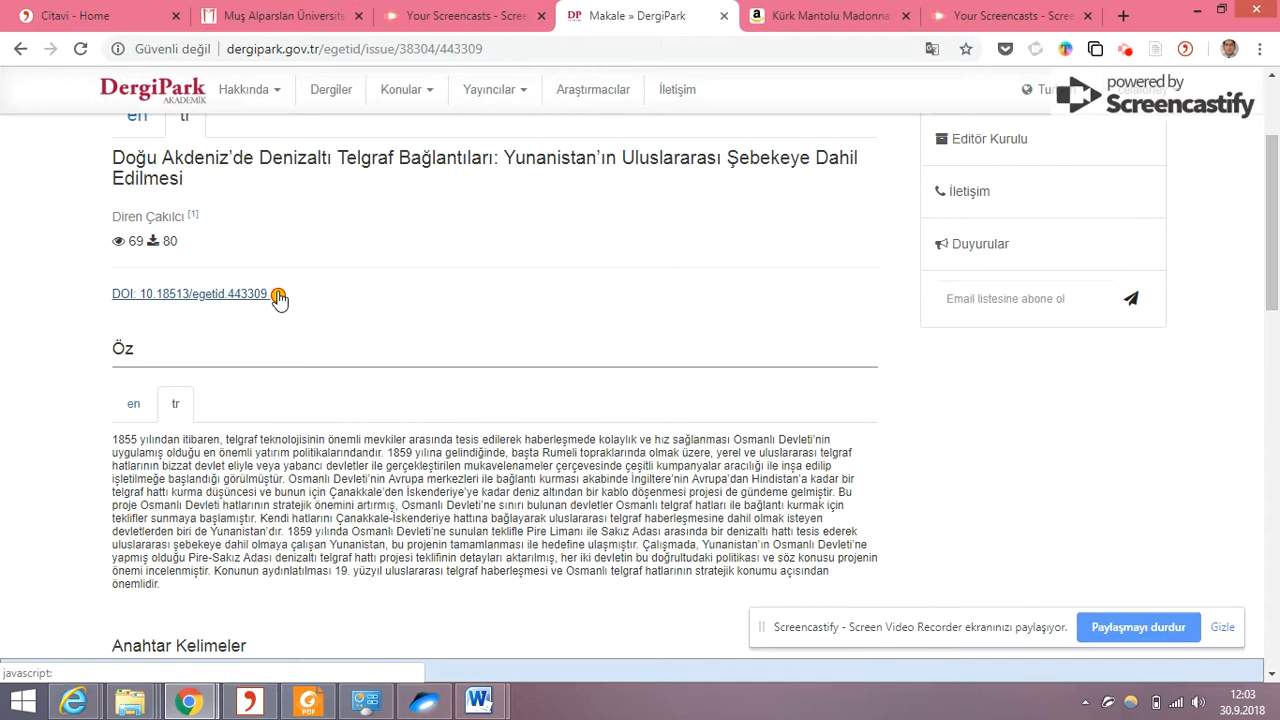 Citavi - Home
Muş Alparslan Üniversite
Your Screencasts - Scree
DP Makale » DergiPark
Kürk Mantolu Madonna
Your Screencasts - Scree
Güvenli değil
dergipark.gov.tr/egetid/issue/38304/443309
DergiPark
AKADEMİK
Hakkında
Dergiler
Konular
Yayıncılar
Araştırmacılar
İletişim
powered by
Screencastify
en
tr
Doğu Akdeniz’de Denizaltı Telgraf Bağlantıları: Yunanistan’ın Uluslararası Şebekeye Dahil
Edilmesi
Diren Çakılcı [1]
69 80
DOI: 10.18513/egetid.443309
Editör Kurulu
İletişim
Duyurular
Email listesine abone ol
Öz
en
tr
1855 yılından itibaren, telgraf teknolojisinin önemli mevkiler arasında tesis edilerek haberleşmede kolaylık ve hız sağlanması Osmanlı Devleti’nin
uygulamış olduğu en önemli yatırım politikalarındandır. 1859 yılına gelindiğinde, başta Rumeli topraklarında olmak üzere, yerel ve uluslararası telgraf
hatlarının bizzat devlet eliyle veya yabancı devletler ile gerçekleştirilen mukavelenameler çerçevesinde çeşitli kumpanyalar aracılığı ile inşa edilip
işletilmeğe başlandığı görülmüştür. Osmanlı Devleti’nin Avrupa merkezleri ile bağlantı kurması akabinde İngiltere’nin Avrupa’dan Hindistan’a kadar bir
telgraf hattı kurma düşüncesi ve bunun için Çanakkale’den İskenderiye’ye kadar deniz altından bir kablo döşenmesi projesi de gündeme gelmiştir. Bu
proje Osmanlı Devleti hatlarının stratejik önemini artırmış, Osmanlı Devleti’ne sınırı bulunan devletler Osmanlı telgraf hatları ile bağlantı kurmak için
teklifler sunmaya başlamıştır. Kendi hatlarını Çanakkale-İskenderiye hattına bağlayarak uluslararası telgraf haberleşmesine dahil olmak isteyen
devletlerden biri de Yunanistan’dır. 1859 yılında Osmanlı Devleti’ne sunulan teklifle Pire Limanı ile Sakız Adası arasında bir denizaltı hattı tesis ederek
uluslararası şebekeye dahil olmaya çalışan Yunanistan, bu projenin tamamlanması ile hedefine ulaşmıştır. Çalışmada, Yunanistan’ın Osmanlı Devleti’ne
yapmış olduğu Pire-Sakız Adası denizaltı telgraf hattı projesi teklifinin detayları aktarılmış, her iki devletin bu doğrultudaki politikası ve söz konusu projenin
önemi incelenmiştir. Konunun aydınlatılması 19. yüzyıl uluslararası telgraf haberleşmesi ve Osmanlı telgraf hatlarının stratejik konumu açısından
önemlidir.
Anahtar Kelimeler
Screencastify - Screen Video Recorder ekranınızı paylaşıyor.
Paylaşmayı durdur
Gizle
javascript:
12:03
30.9.2018